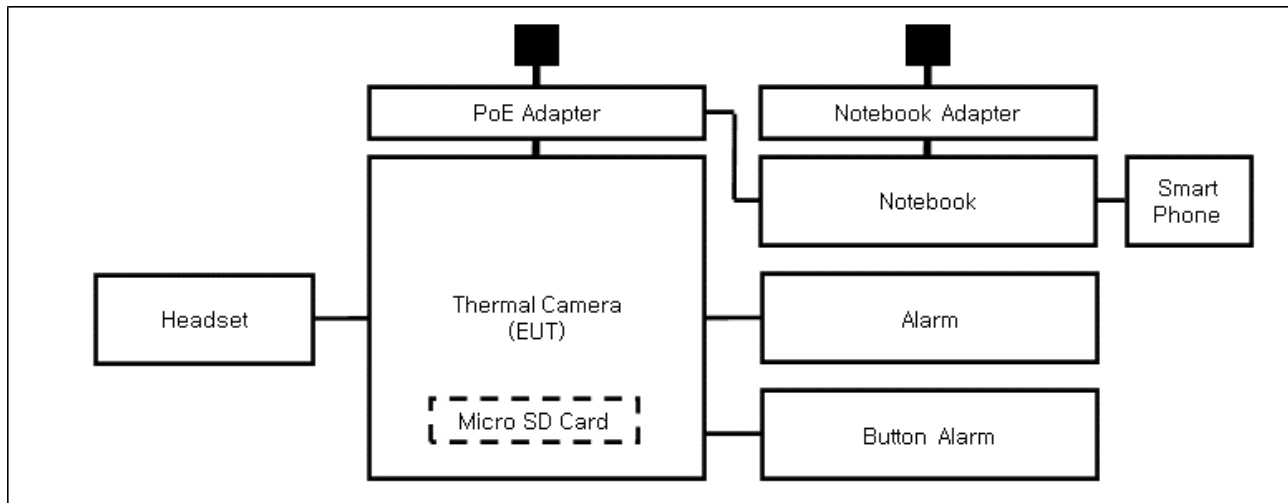 PoE Adapter
Notebook Adapter
Notebook
Smart
Phone
Headset
Thermal Camera
(EUT)
Alarm
Micro SD Card
Button Alarm